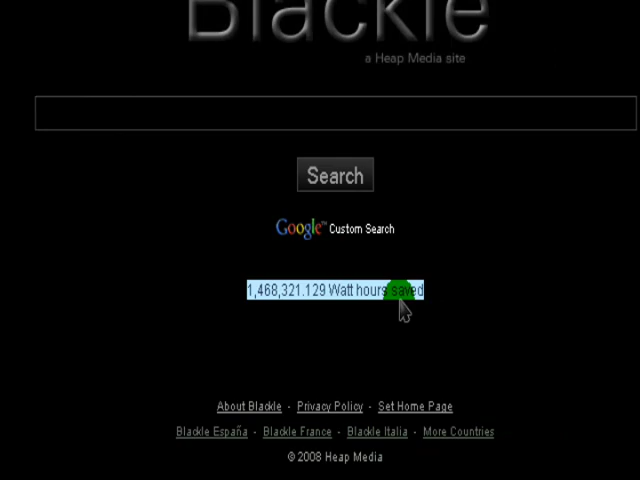 Blackle
a Heap Media site
Search
Google™ Custom Search
1,468,321.129 Watt hours saved
About Blackle - Privacy Policy - Set Home Page
Blackle España - Blackle France - Blackle Italia - More Countries
© 2008 Heap Media